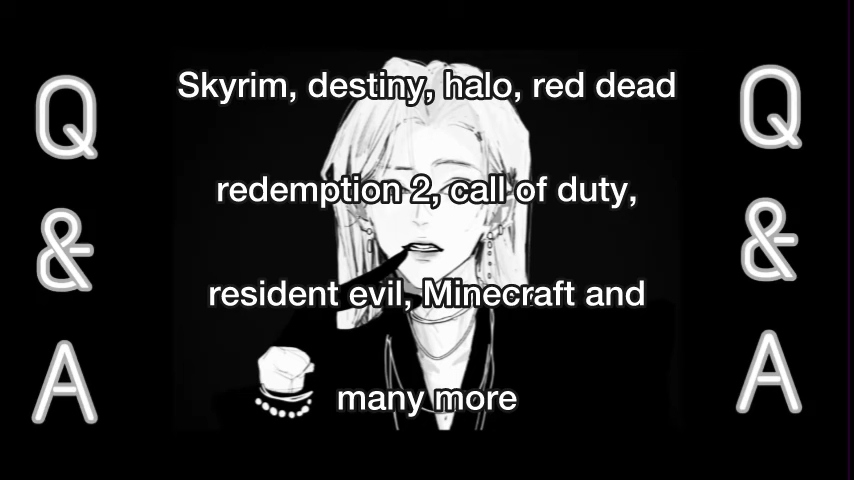 Q
&
A
Skyrim, destiny, halo, red dead
redemption 2, call of duty,
resident evil, Minecraft and
many more
Q
&
A